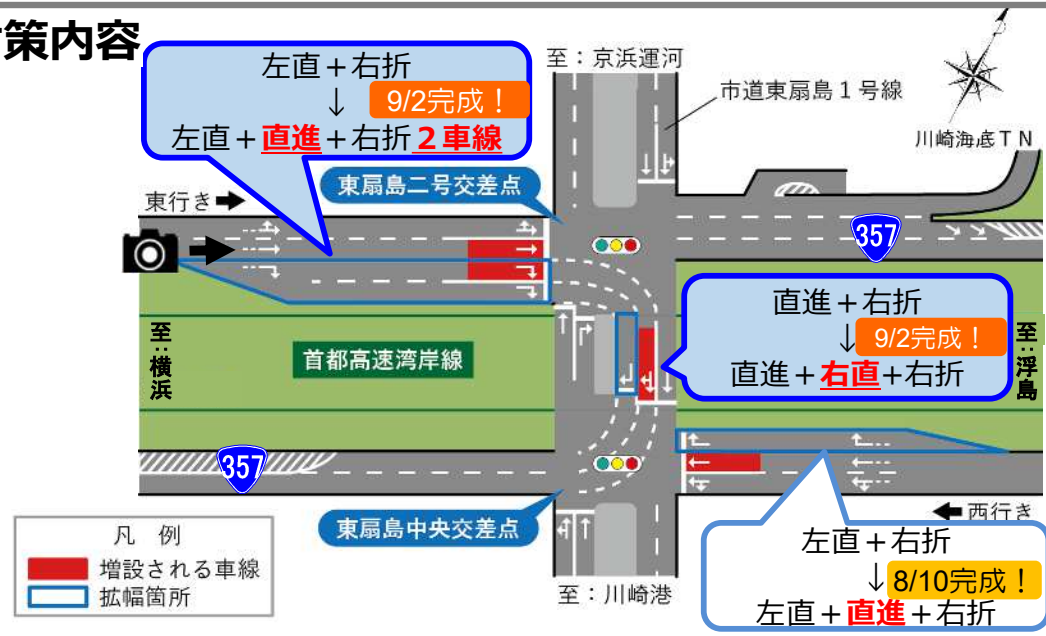 策内容
左直＋右折
↓ 9/2完成！
左直＋直進＋右折２車線
至：京浜運河
市道東扇島１号線
川崎海底ＴＮ
東扇島二号交差点
東行き➡
357
直進＋右折
↓ 9/2完成！
直進＋右直＋右折
至：横浜
首都高速湾岸線
至：浮島
357
⬅西行き
東扇島中央交差点
左直＋右折
↓ 8/10完成！
左直＋直進＋右折
至：川崎港
凡 例
増設される車線
拡幅箇所